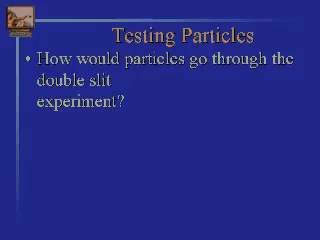 Testing Particles
• How would particles go through the
double slit
experiment?